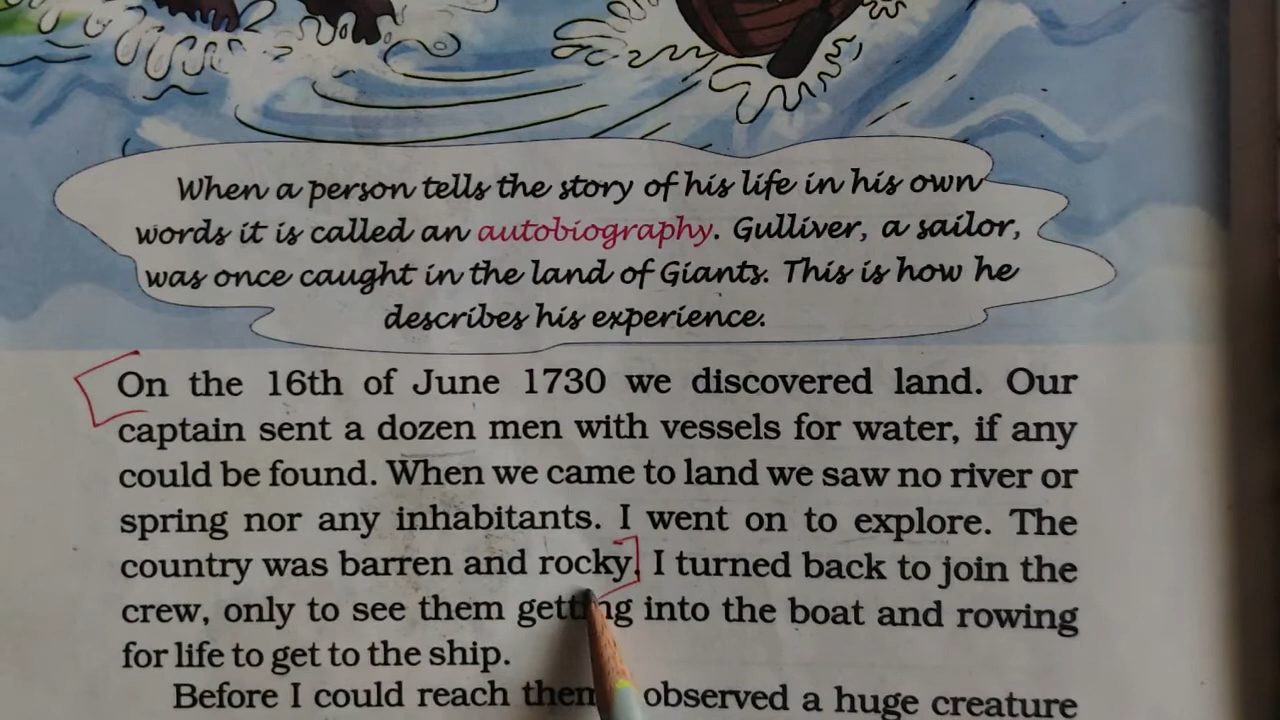 When a person tells the story of his life in his own
words it is called an autobiography. Gulliver, a sailor,
was once caught in the land of Giants. This is how he
describes his experience.
On the 16th of June 1730 we discovered land. Our
captain sent a dozen men with vessels for water, if any
could be found. When we came to land we saw no river or
spring nor any inhabitants. I went on to explore. The
country was barren and rocky. I turned back to join the
crew, only to see them getting into the boat and rowing
for life to get to the ship.
Before I could reach them observed a huge creature